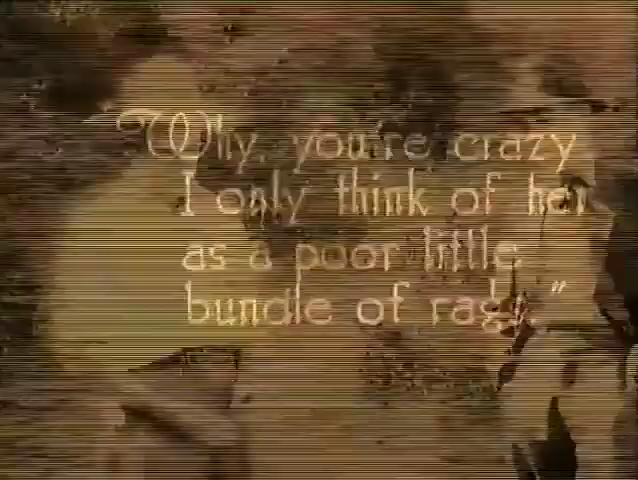 "Why, you're crazy
I only think of her
as a poor little
bundle of rags."